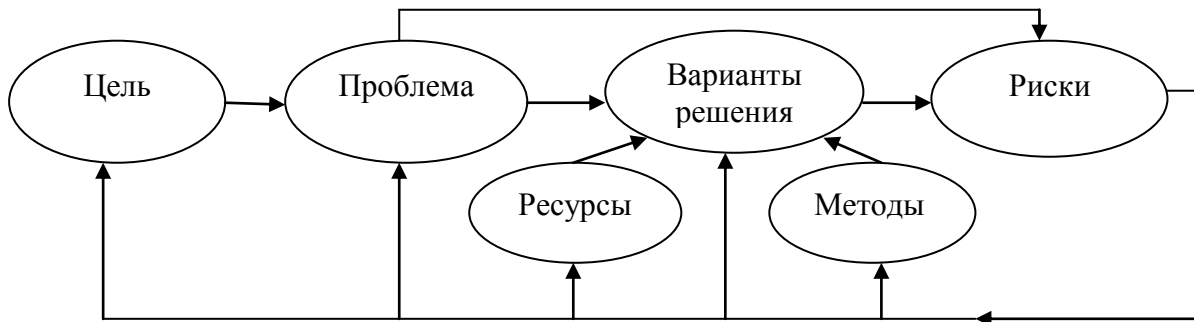 Цель
Проблема
Варианты
решения
Риски
Ресурсы
Методы